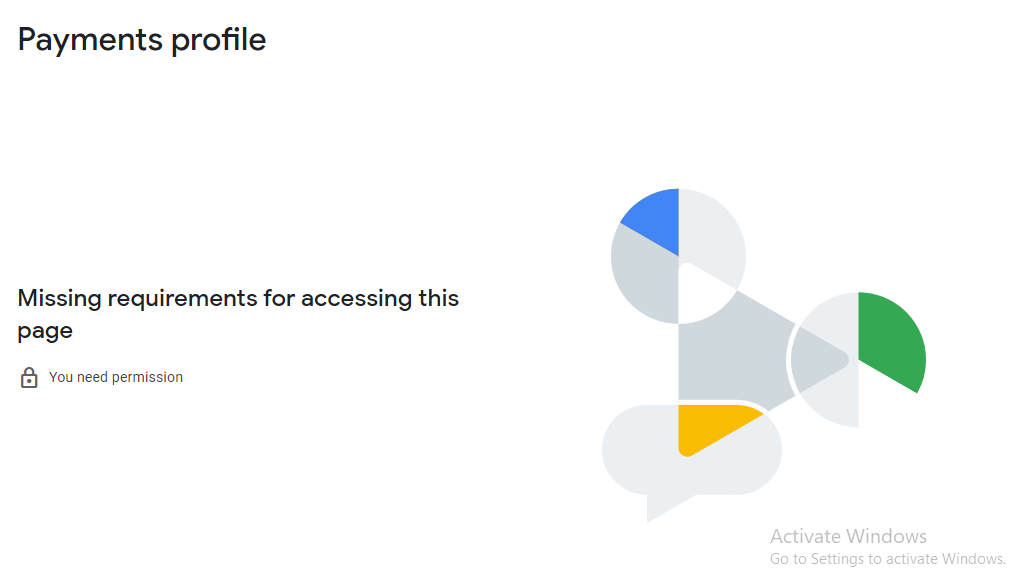 Payments profile
Missing requirements for accessing this
page
You need permission
Activate Windows
Go to Settings to activate Windows.